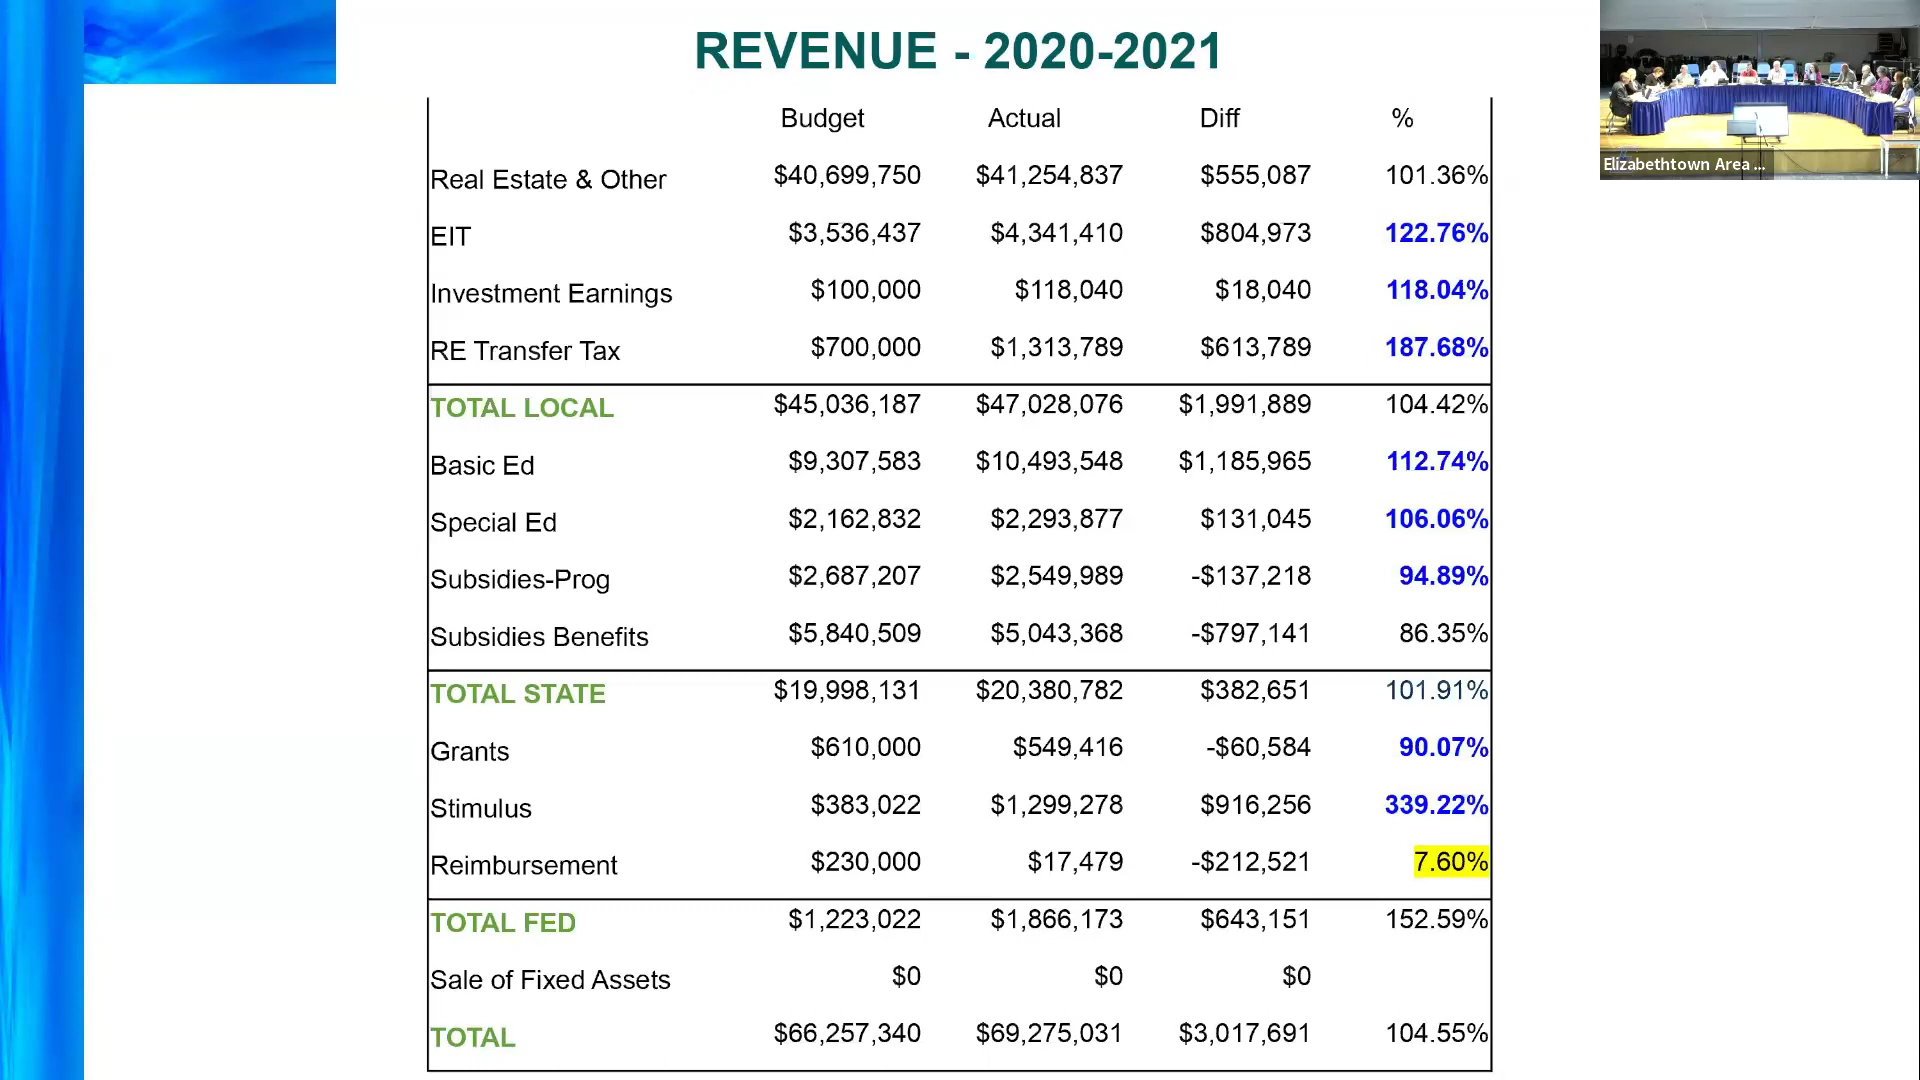 REVENUE - 2020-2021
Budget Actual Diff %
Real Estate & Other $40,699,750 $41,254,837 $555,087 101.36%
EIT $3,536,437 $4,341,410 $804,973 122.76%
Investment Earnings $100,000 $118,040 $18,040 118.04%
RE Transfer Tax $700,000 $1,313,789 $613,789 187.68%
TOTAL LOCAL $45,036,187 $47,028,076 $1,991,889 104.42%
Basic Ed $9,307,583 $10,493,548 $1,185,965 112.74%
Special Ed $2,162,832 $2,293,877 $131,045 106.06%
Subsidies-Prog $2,687,207 $2,549,989 -$137,218 94.89%
Subsidies Benefits $5,840,509 $5,043,368 -$797,141 86.35%
TOTAL STATE $19,998,131 $20,380,782 $382,651 101.91%
Grants $610,000 $549,416 -$60,584 90.07%
Stimulus $383,022 $1,299,278 $916,256 339.22%
Reimbursement $230,000 $17,479 -$212,521 7.60%
TOTAL FED $1,223,022 $1,866,173 $643,151 152.59%
Sale of Fixed Assets $0 $0 $0
TOTAL $66,257,340 $69,275,031 $3,017,691 104.55%
Elizabethtown Area ...